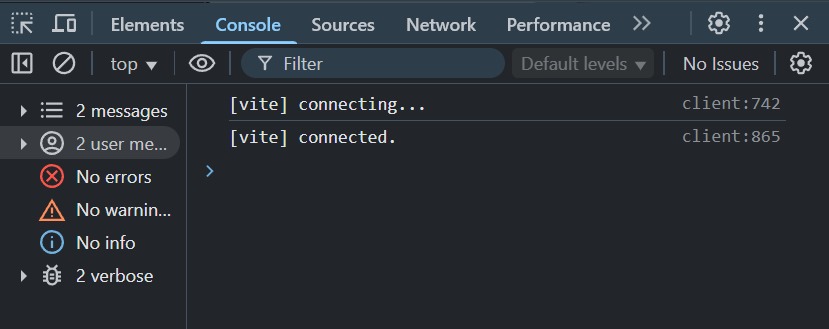 Elements Console Sources Network Performance
top Filter Default levels No Issues
2 messages
2 user me...
No errors
No warnin...
No info
2 verbose
[vite] connecting... client:742
[vite] connected. client:865